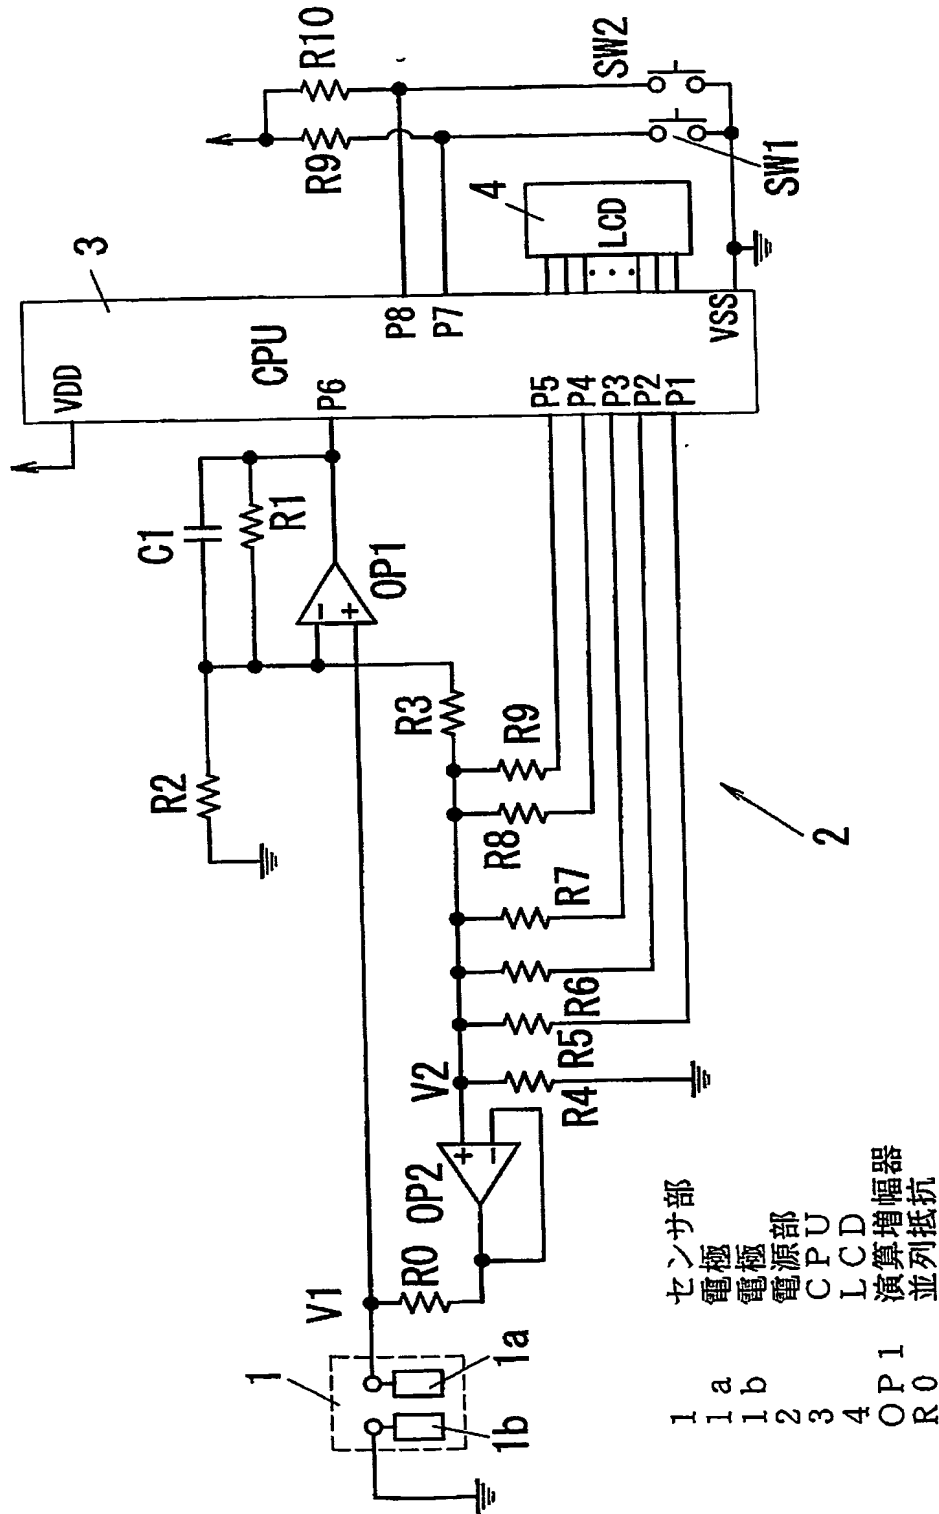 1
1b
1a
V1
R0
OP2
V2
R4
R5
R6
R7
R8
R9
R3
R2
C1
R1
OP1
+
-
+
-
2
3
VDD
CPU
P6
P8
P7
P5
P4
P3
P2
P1
VSS
4
LCD
R9
R10
SW1
SW2
1 センサ部
1a 電極
1b 電極
2 電源部
3 CPU
4 LCD
OP1 演算増幅器
R0 並列抵抗